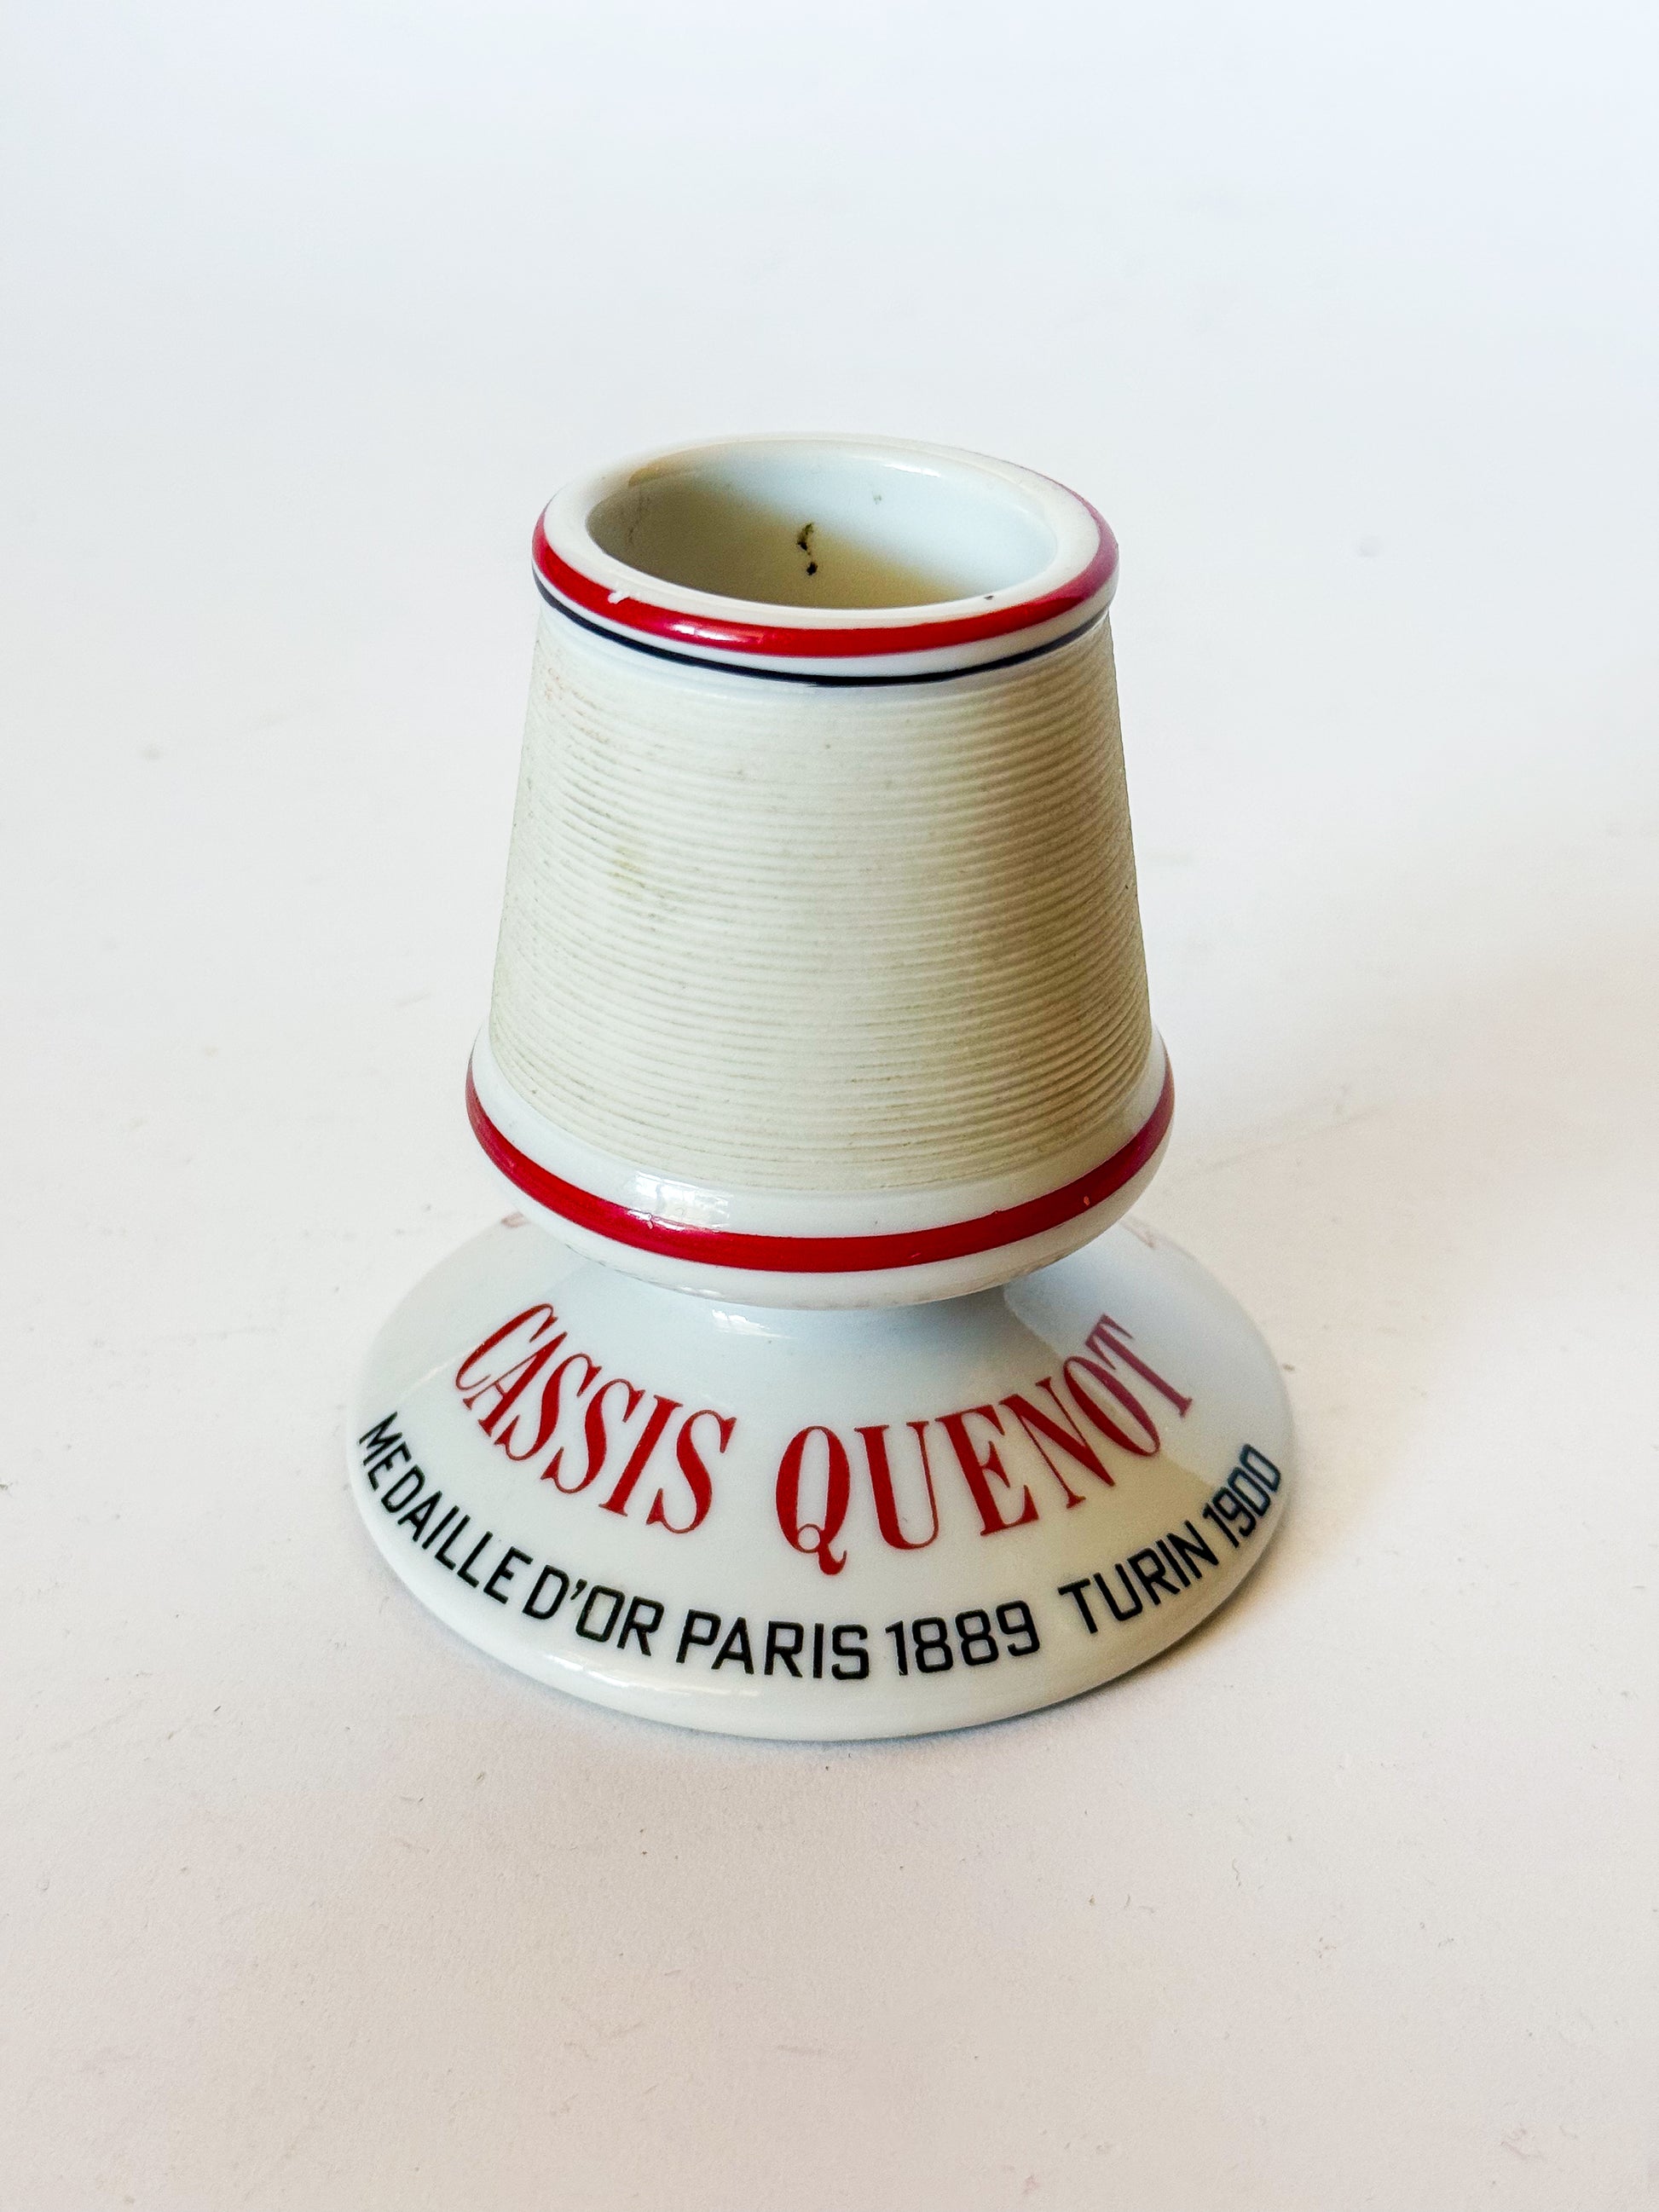 CASSIS QUENOT
MEDAILLE D'OR PARIS 1889 TURIN 1900